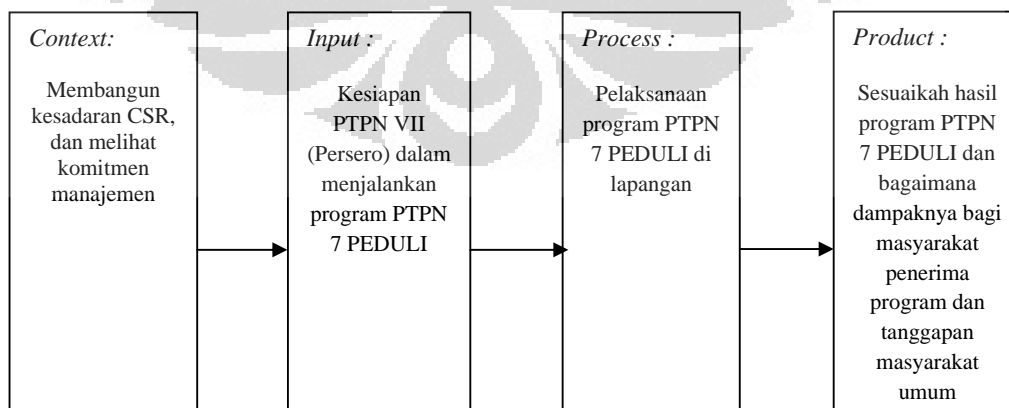 Context:
Membangun
kesadaran CSR,
dan melihat
komitmen
manajemen
Input :
Kesiapan
PTPN VII
(Persero) dalam
menjalankan
program PTPN
7 PEDULI
Process :
Pelaksanaan
program PTPN
7 PEDULI di
lapangan
Product :
Sesuaikah hasil
program PTPN
7 PEDULI dan
bagaimana
dampaknya bagi
masyarakat
penerima
program dan
tanggapan
masyarakat
umum